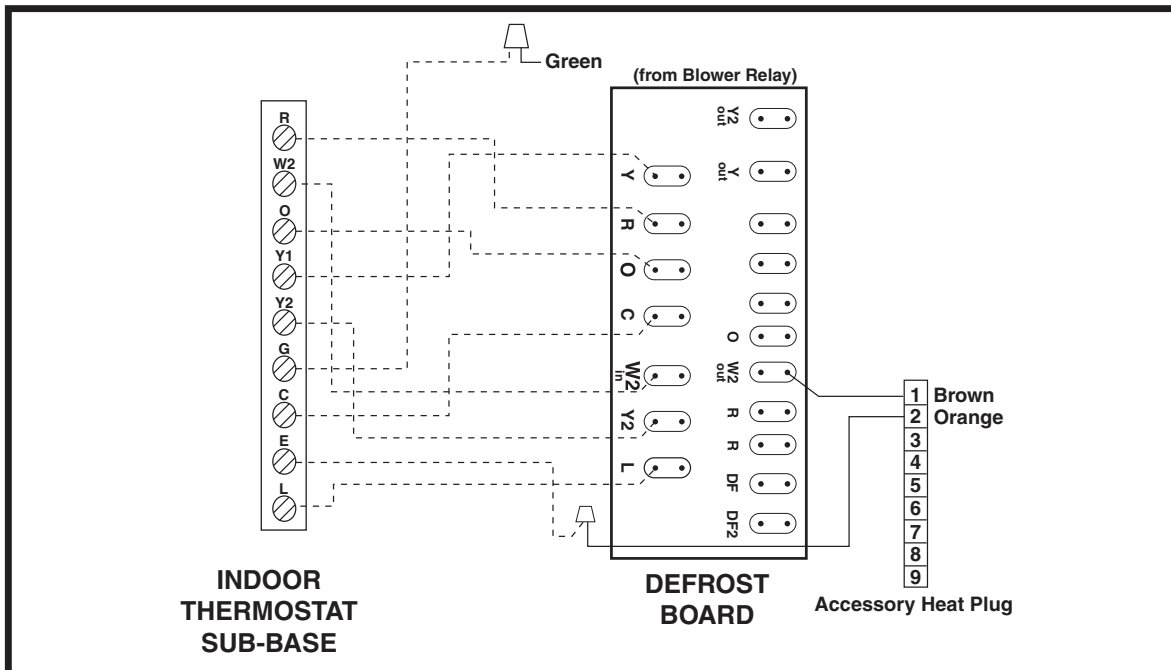 Green
(from Blower Relay)
R
W2
O
Y1
Y2
G
C
E
L
Y
R
O
C
W2
in
Y2
L
Y2
out
Y
out
O
W2
out
R
R
DF
DF2
1 Brown
2 Orange
3
4
5
6
7
8
9
Accessory Heat Plug
INDOOR
THERMOSTAT
SUB-BASE
DEFROST
BOARD